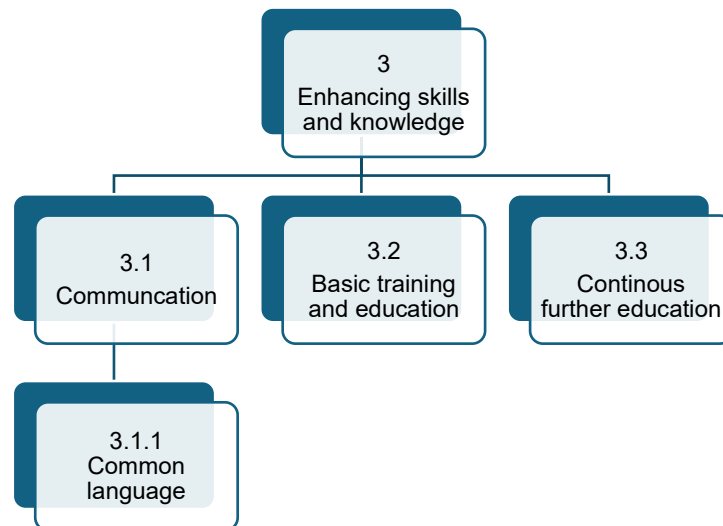 3
Enhancing skills
and knowledge
3.1
Communcation
3.2
Basic training
and education
3.3
Continous
further education
3.1.1
Common
language